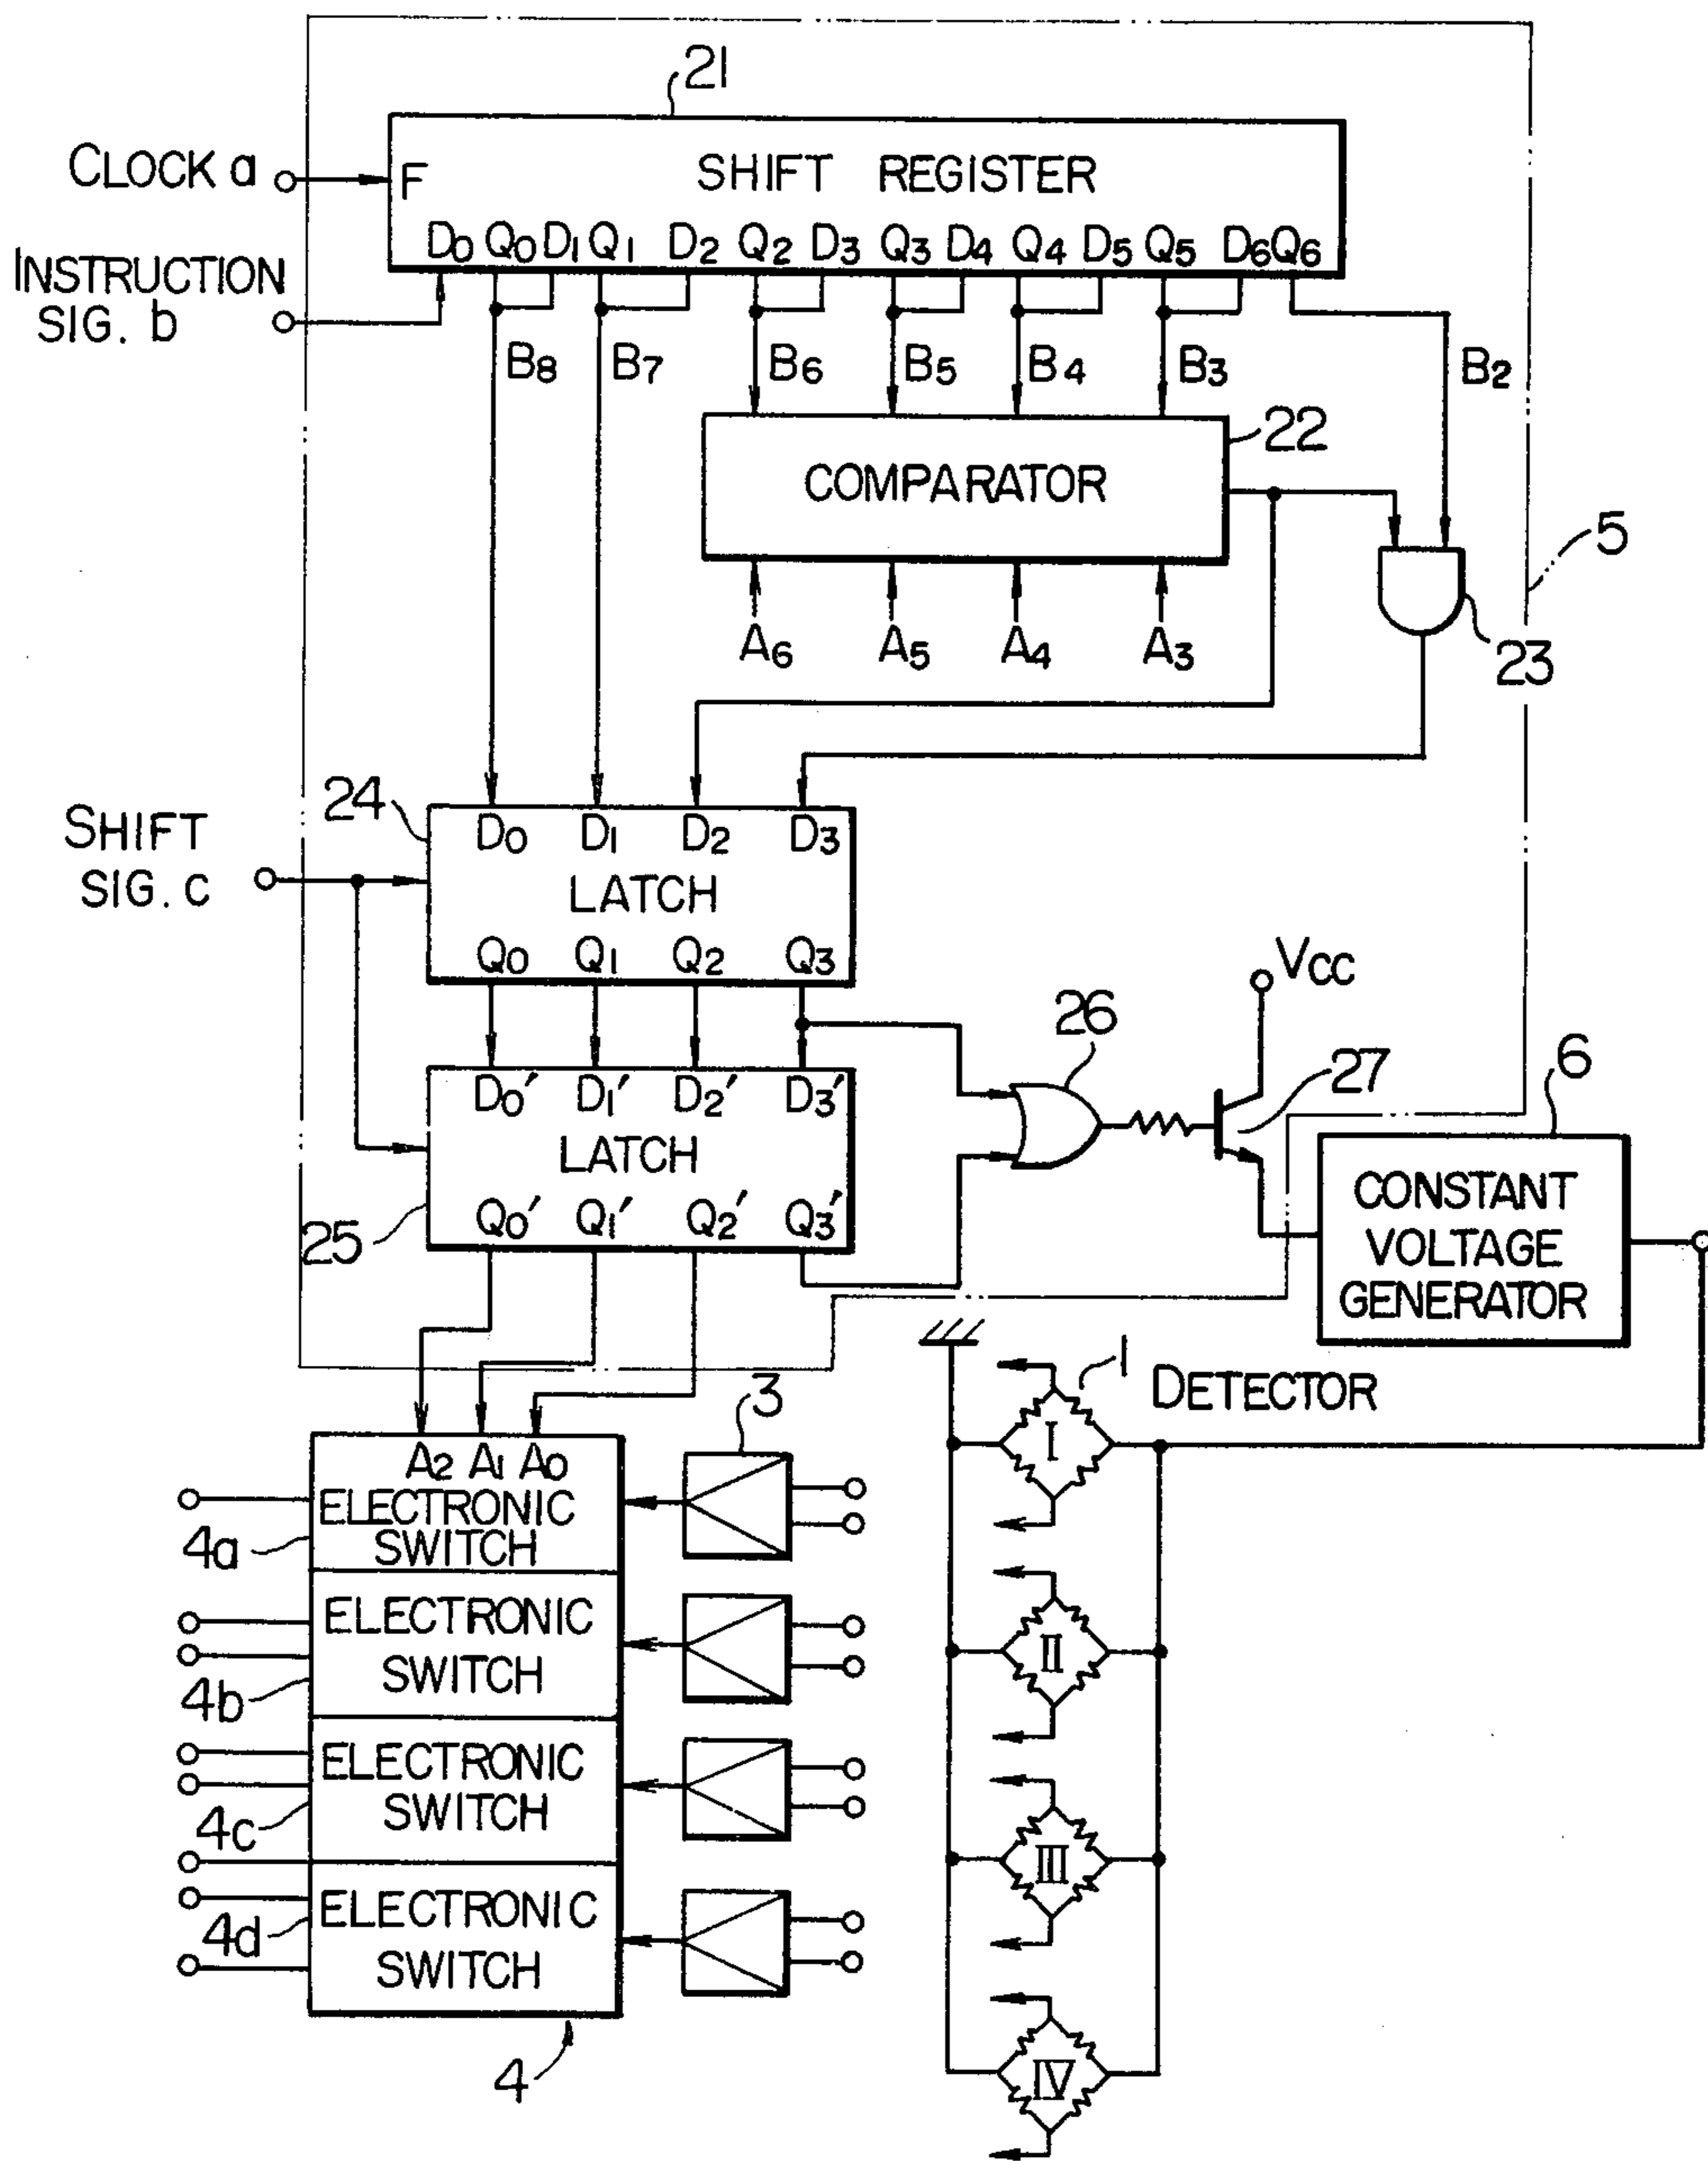 21
CLOCK a
F
SHIFT REGISTER
D0 Q0 D1 Q1 D2 Q2 D3 Q3 D4 Q4 D5 Q5 D6 Q6
INSTRUCTION
SIG. b
B8 B7 B6 B5 B4 B3 B2
22
COMPARATOR
5
A6 A5 A4 A3
23
24
D0 D1 D2 D3
SHIFT
SIG. c
LATCH
Q0 Q1 Q2 Q3
VCC
26
27
6
D0' D1' D2' D3'
LATCH
Q0' Q1' Q2' Q3'
25
CONSTANT
VOLTAGE
GENERATOR
1
DETECTOR
3
I
A2 A1 A0
ELECTRONIC
SWITCH
4a
ELECTRONIC
SWITCH
4b
II
ELECTRONIC
SWITCH
4c
III
ELECTRONIC
SWITCH
4d
4
IV